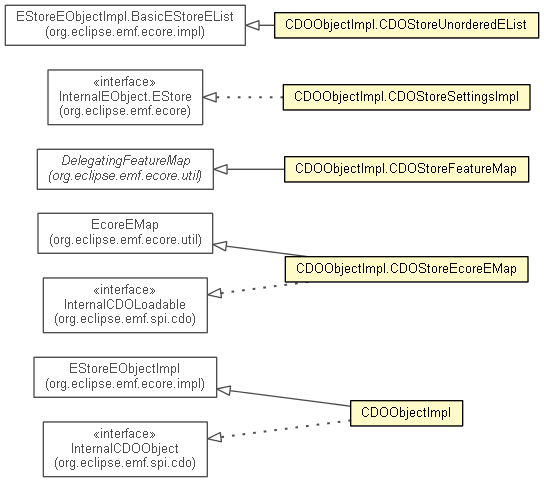 EStoreEObjectImpl.BasicEStoreEList
(org.eclipse.emf.ecore.impl)
CDOObjectImpl.CDOStoreUnorderedEList
«interface»
InternalEObject.EStore
(org.eclipse.emf.ecore)
CDOObjectImpl.CDOStoreSettingsImpl
DelegatingFeatureMap
(org.eclipse.emf.ecore.util)
CDOObjectImpl.CDOStoreFeatureMap
EcoreEMap
(org.eclipse.emf.ecore.util)
CDOObjectImpl.CDOStoreEcoreEMap
«interface»
InternalCDOLoadable
(org.eclipse.emf.spi.cdo)
EStoreEObjectImpl
(org.eclipse.emf.ecore.impl)
CDOObjectImpl
«interface»
InternalCDOObject
(org.eclipse.emf.spi.cdo)